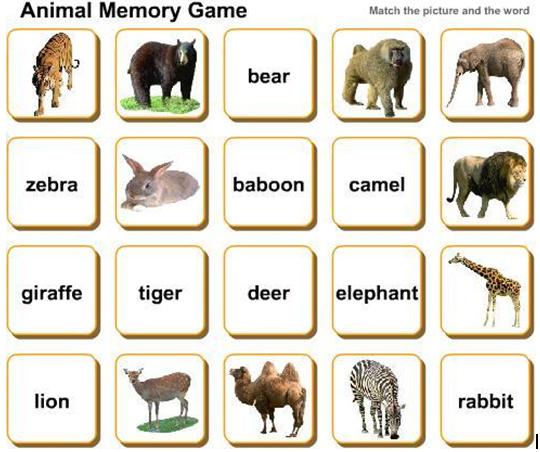 Animal Memory Game
Match the picture and the word
bear
zebra
baboon
camel
giraffe
tiger
deer
elephant
lion
rabbit